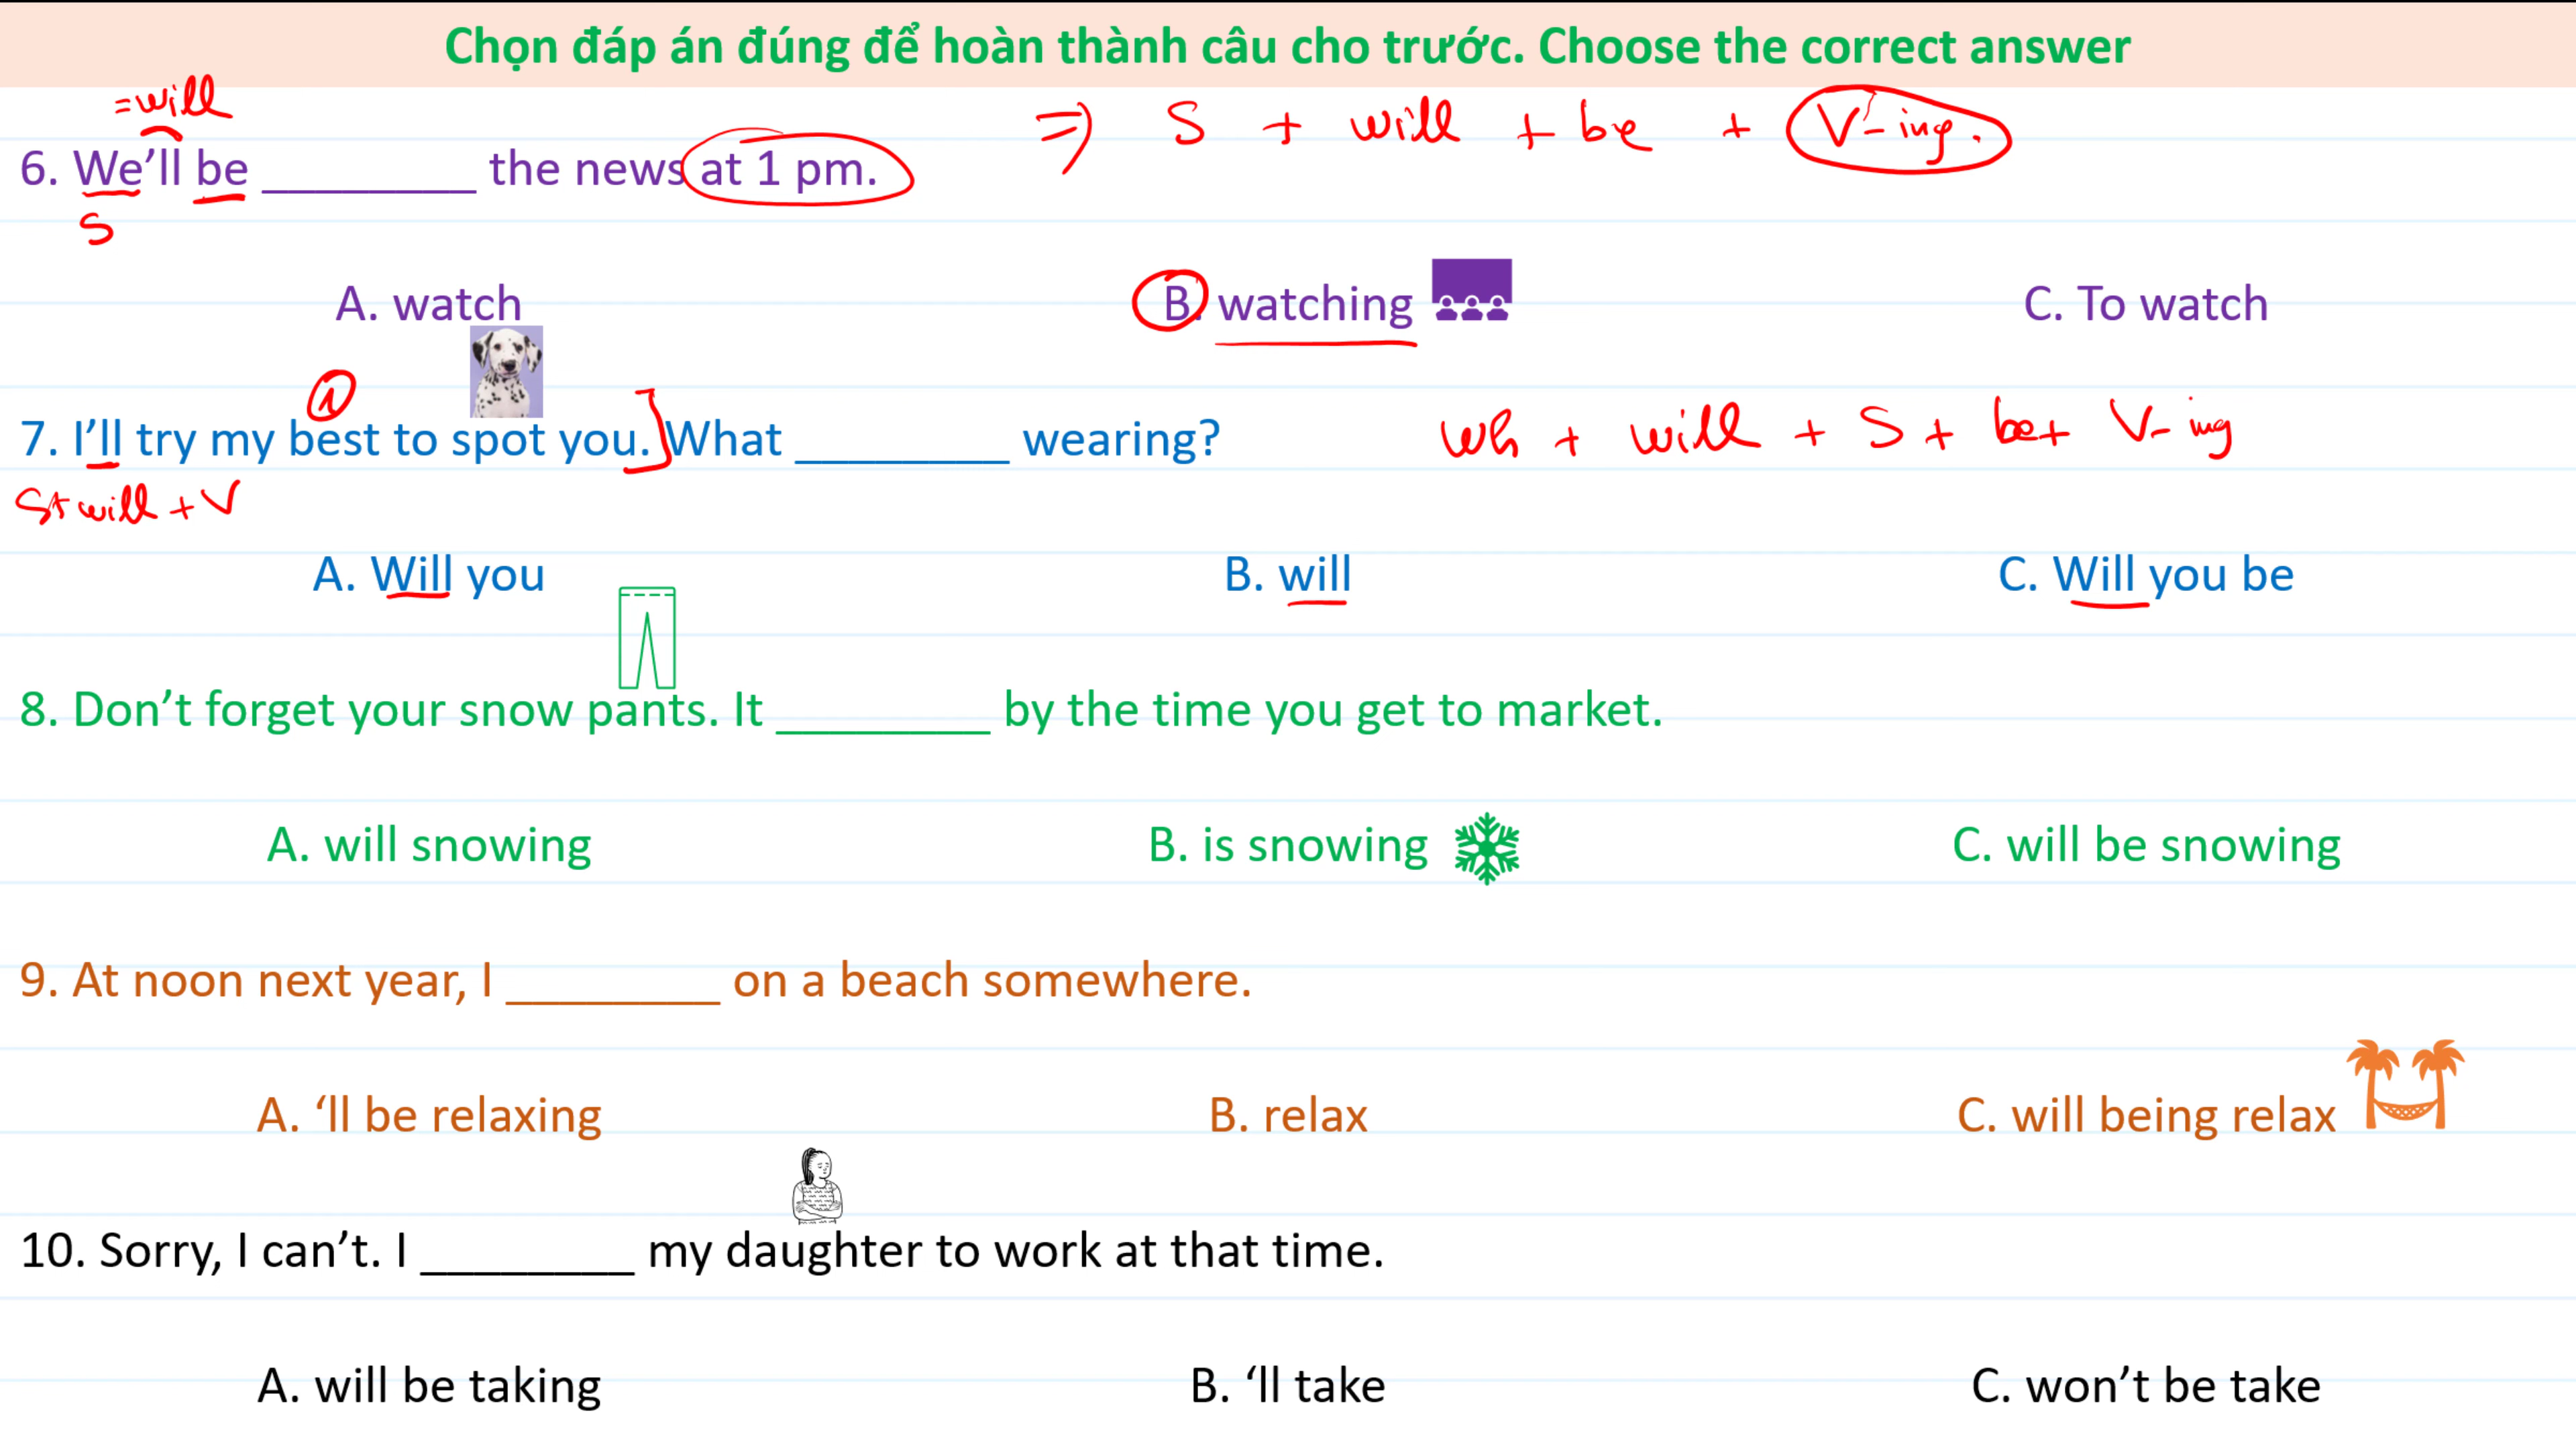 Chọn đáp án đúng để hoàn thành câu cho trước. Choose the correct answer
=will
⇒ S + will + be + V-ing.
6. We’ll be ________ the news at 1 pm.
S
A. watch B. watching C. To watch
1
7. I’ll try my best to spot you. What ________ wearing? Wh + will + S + be + V-ing
S + will + V
A. Will you B. will C. Will you be
8. Don’t forget your snow pants. It ________ by the time you get to market.
A. will snowing B. is snowing C. will be snowing
9. At noon next year, I ________ on a beach somewhere.
A. ‘ll be relaxing B. relax C. will being relax
10. Sorry, I can’t. I ________ my daughter to work at that time.
A. will be taking B. ‘ll take C. won’t be take